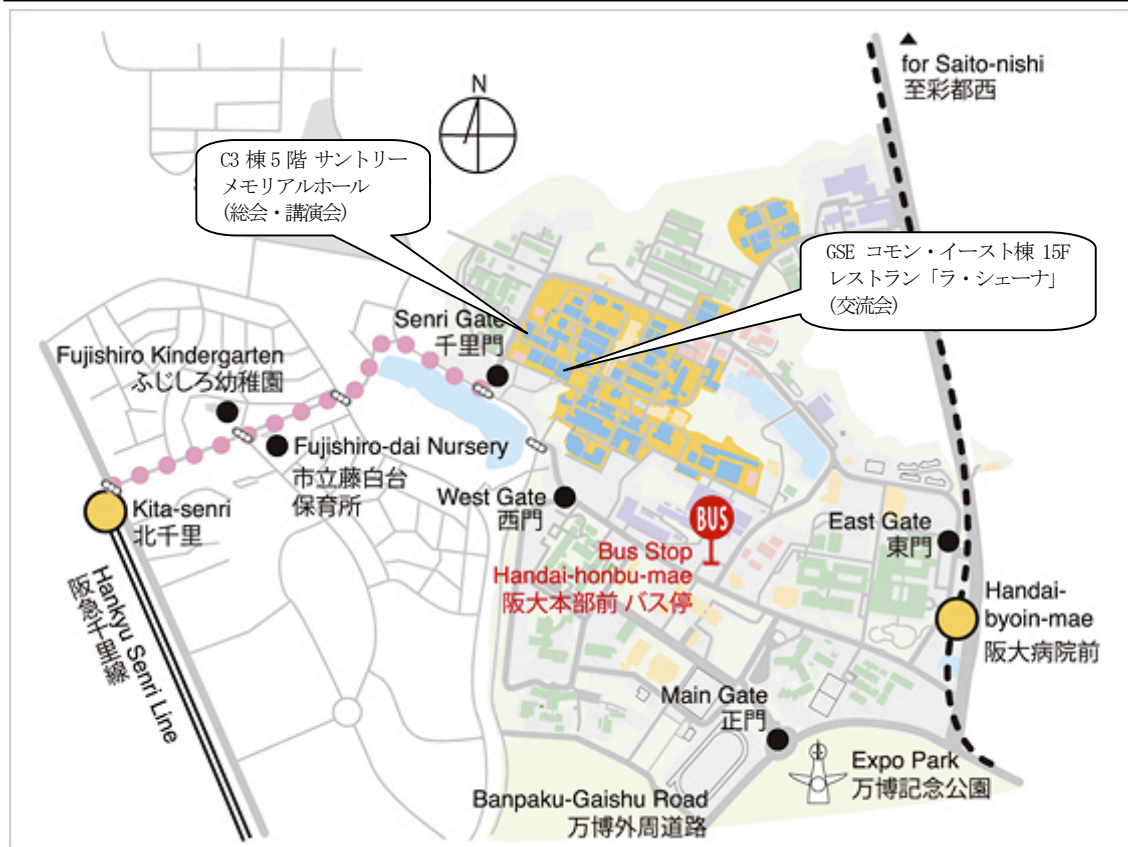 for Saito-nishi
至彩都西
N
C3 棟5階 サントリー
メモリアルホール
(総会・講演会)
GSE コモン・イースト棟 15F
レストラン「ラ・シェーナ」
(交流会)
Senri Gate
千里門
Fujishiro Kindergarten
ふじしろ幼稚園
Fujishiro-dai Nursery
市立藤白台
保育所
Kita-senri
北千里
West Gate
西門
BUS
Bus Stop
Handai-honbu-mae
阪大本部前 バス停
East Gate
東門
Handai-
byoin-mae
阪大病院前
Hankyu Senri Line
阪急千里線
Main Gate
正門
Expo Park
万博記念公園
Banpaku-Gaishu Road
万博外周道路